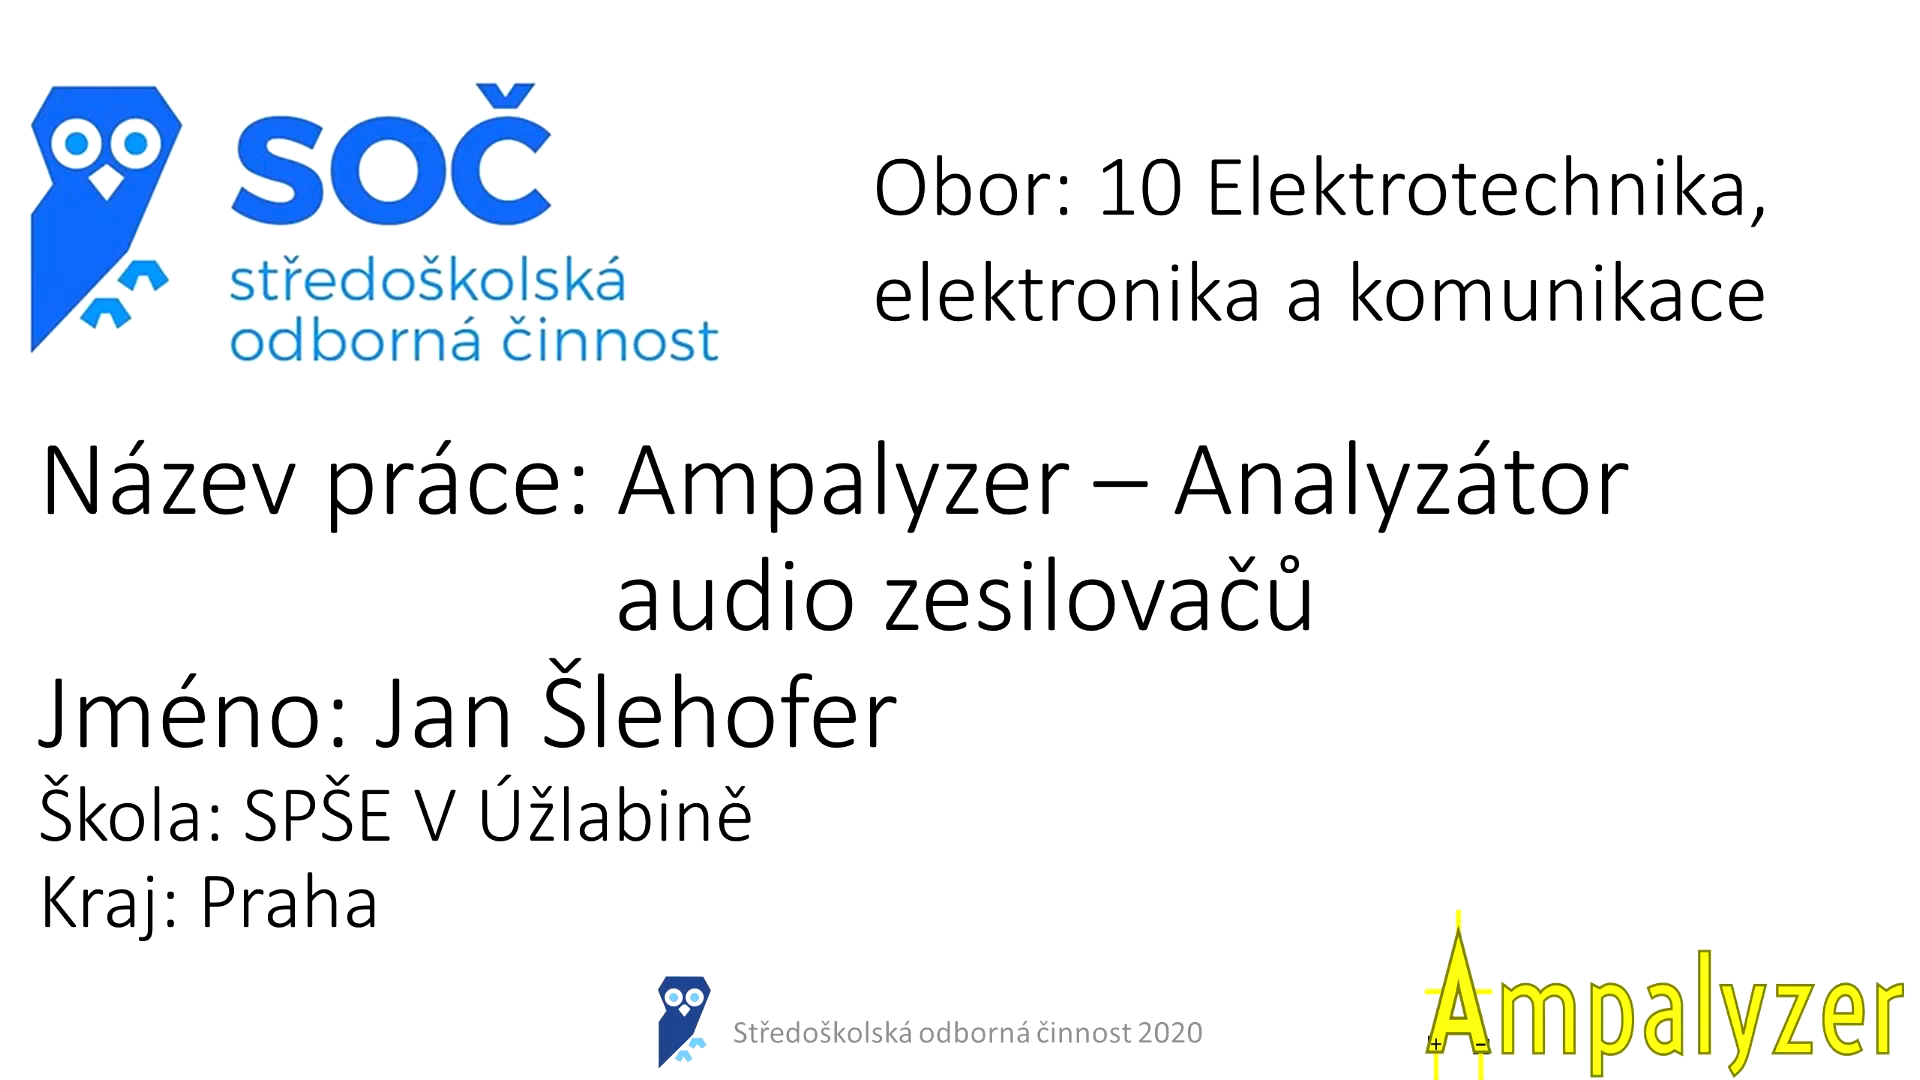 SOČ
středoškolská
odborná činnost
Obor: 10 Elektrotechnika,
elektronika a komunikace
Název práce: Ampalyzer – Analyzátor
audio zesilovačů
Jméno: Jan Šlehofer
Škola: SPŠE V Úžlabině
Kraj: Praha
Středoškolská odborná činnost 2020
Ampalyzer
+ –